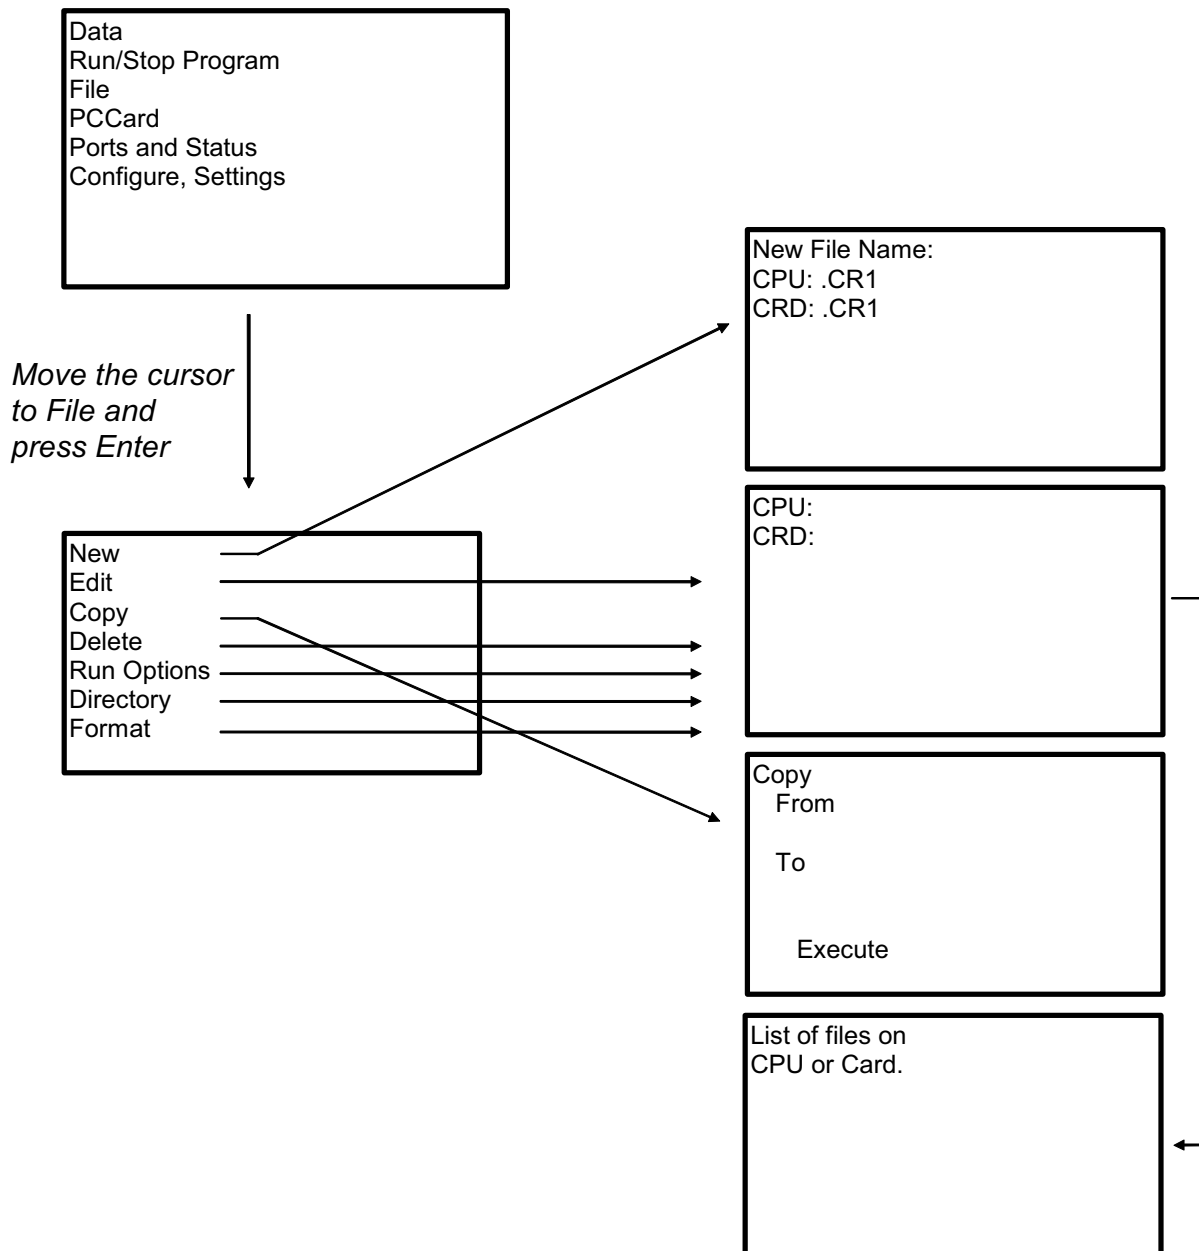 Data
Run/Stop Program
File
PCCard
Ports and Status
Configure, Settings
Move the cursor
to File and
press Enter
New
Edit
Copy
Delete
Run Options
Directory
Format
New File Name:
CPU: .CR1
CRD: .CR1
CPU:
CRD:
Copy
From
To
Execute
List of files on
CPU or Card.